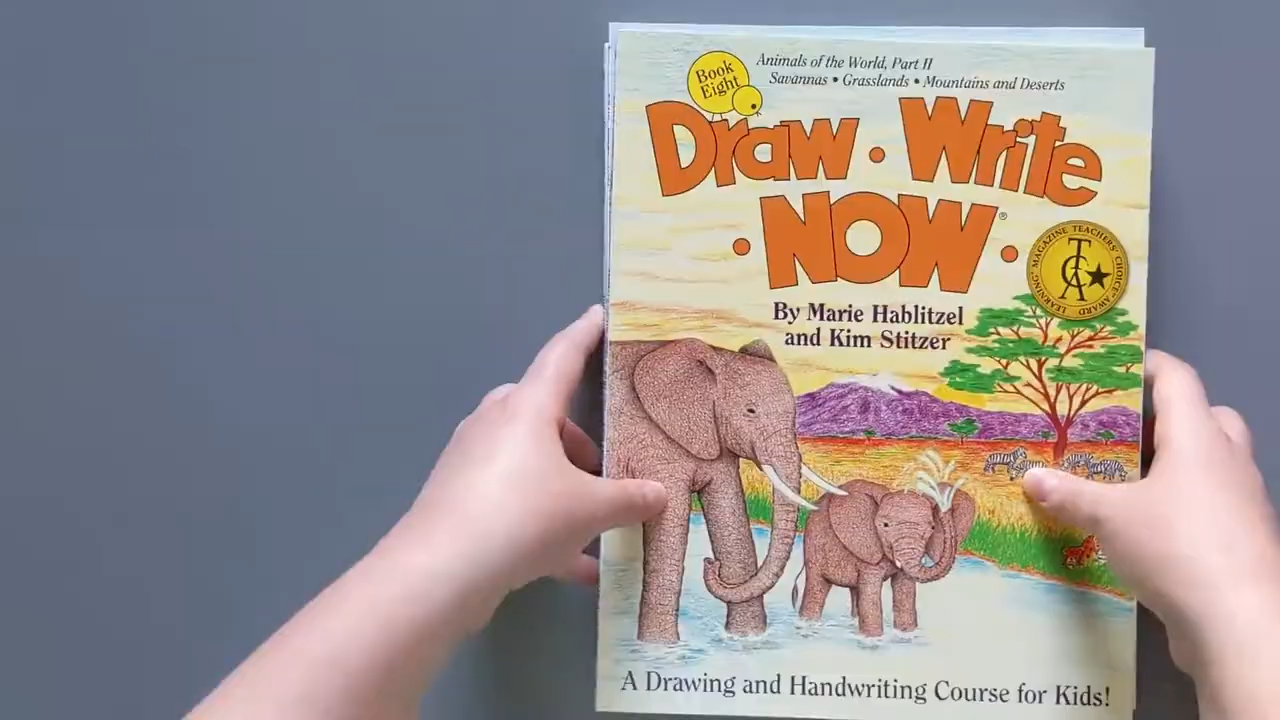 Book
Eight
Animals of the World, Part II
Savannas • Grasslands • Mountains and Deserts
Draw • Write
• NOW® •
LEARNING® MAGAZINE TEACHERS' CHOICE℠ AWARD
TCA
By Marie Hablitzel
and Kim Stitzer
A Drawing and Handwriting Course for Kids!